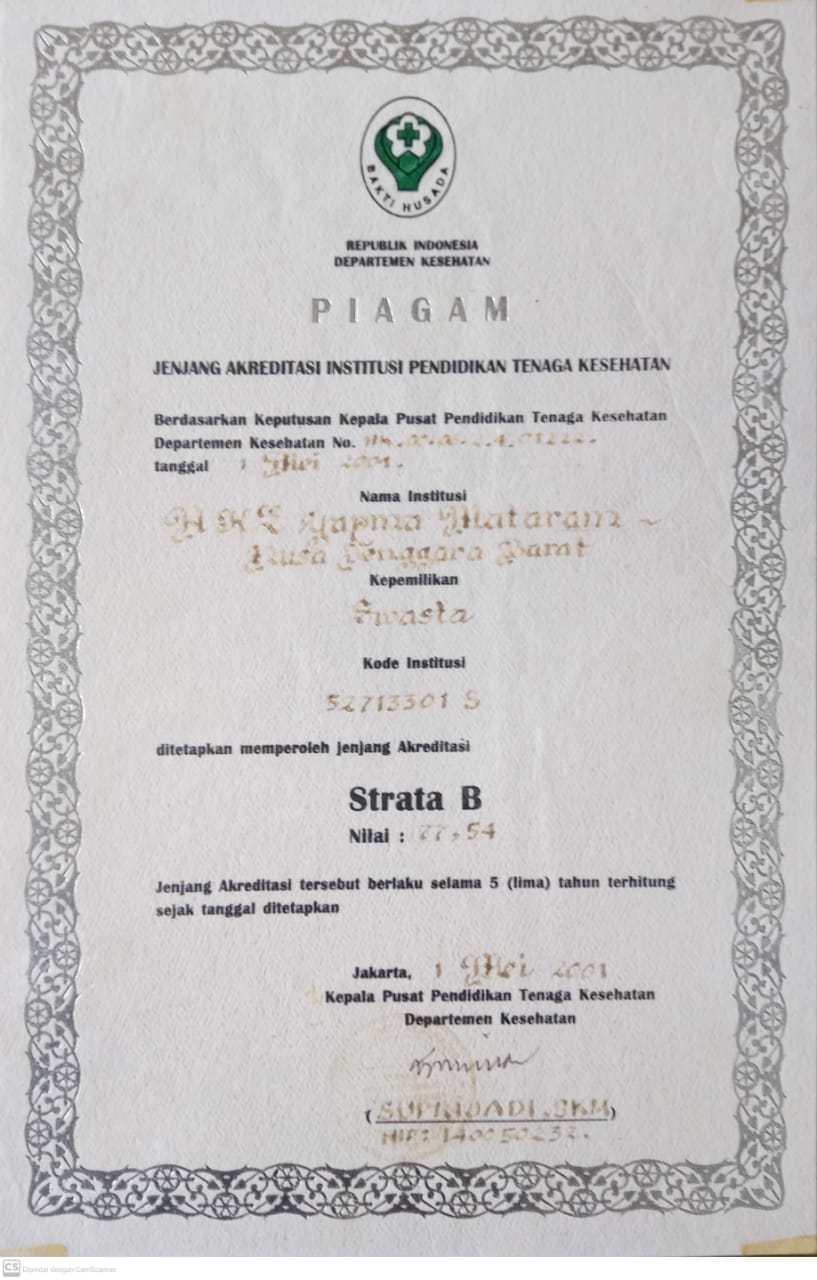 BAKTI HUSADA
REPUBLIK INDONESIA
DEPARTEMEN KESEHATAN
PIAGAM
JENJANG AKREDITASI INSTITUSI PENDIDIKAN TENAGA KESEHATAN
Berdasarkan Keputusan Kepala Pusat Pendidikan Tenaga Kesehatan
Departemen Kesehatan No.
tanggal 1 Mei 2001.
Nama Institusi
Yapma Mataram ~
Nusa Tenggara Barat
Kepemilikan
Swasta
Kode Institusi
52713301 S
ditetapkan memperoleh jenjang Akreditasi
Strata B
Nilai : 77,54
Jenjang Akreditasi tersebut berlaku selama 5 (lima) tahun terhitung
sejak tanggal ditetapkan
Jakarta, 1 Mei 2001
Kepala Pusat Pendidikan Tenaga Kesehatan
Departemen Kesehatan
NIP: 140050232.
CS Dipindai dengan CamScanner